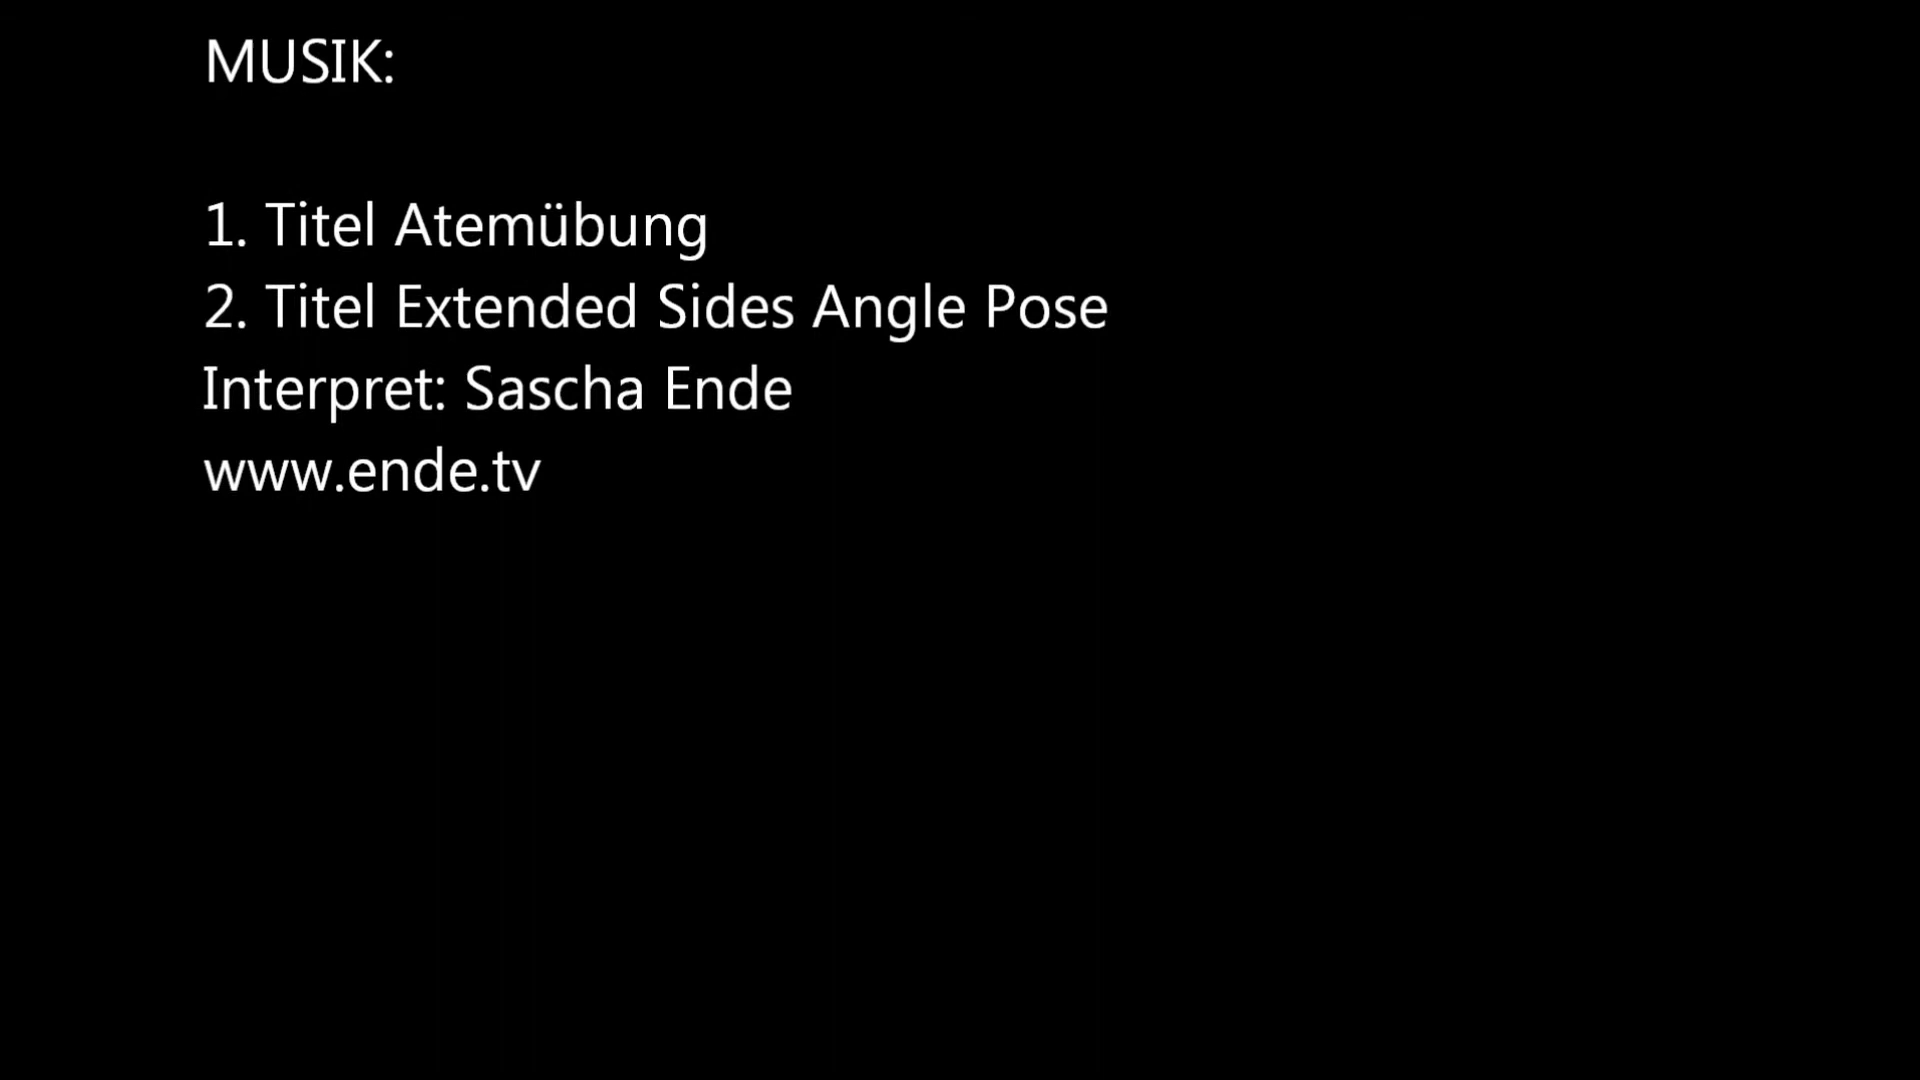 MUSIK:
1. Titel Atemübung
2. Titel Extended Sides Angle Pose
Interpret: Sascha Ende
www.ende.tv